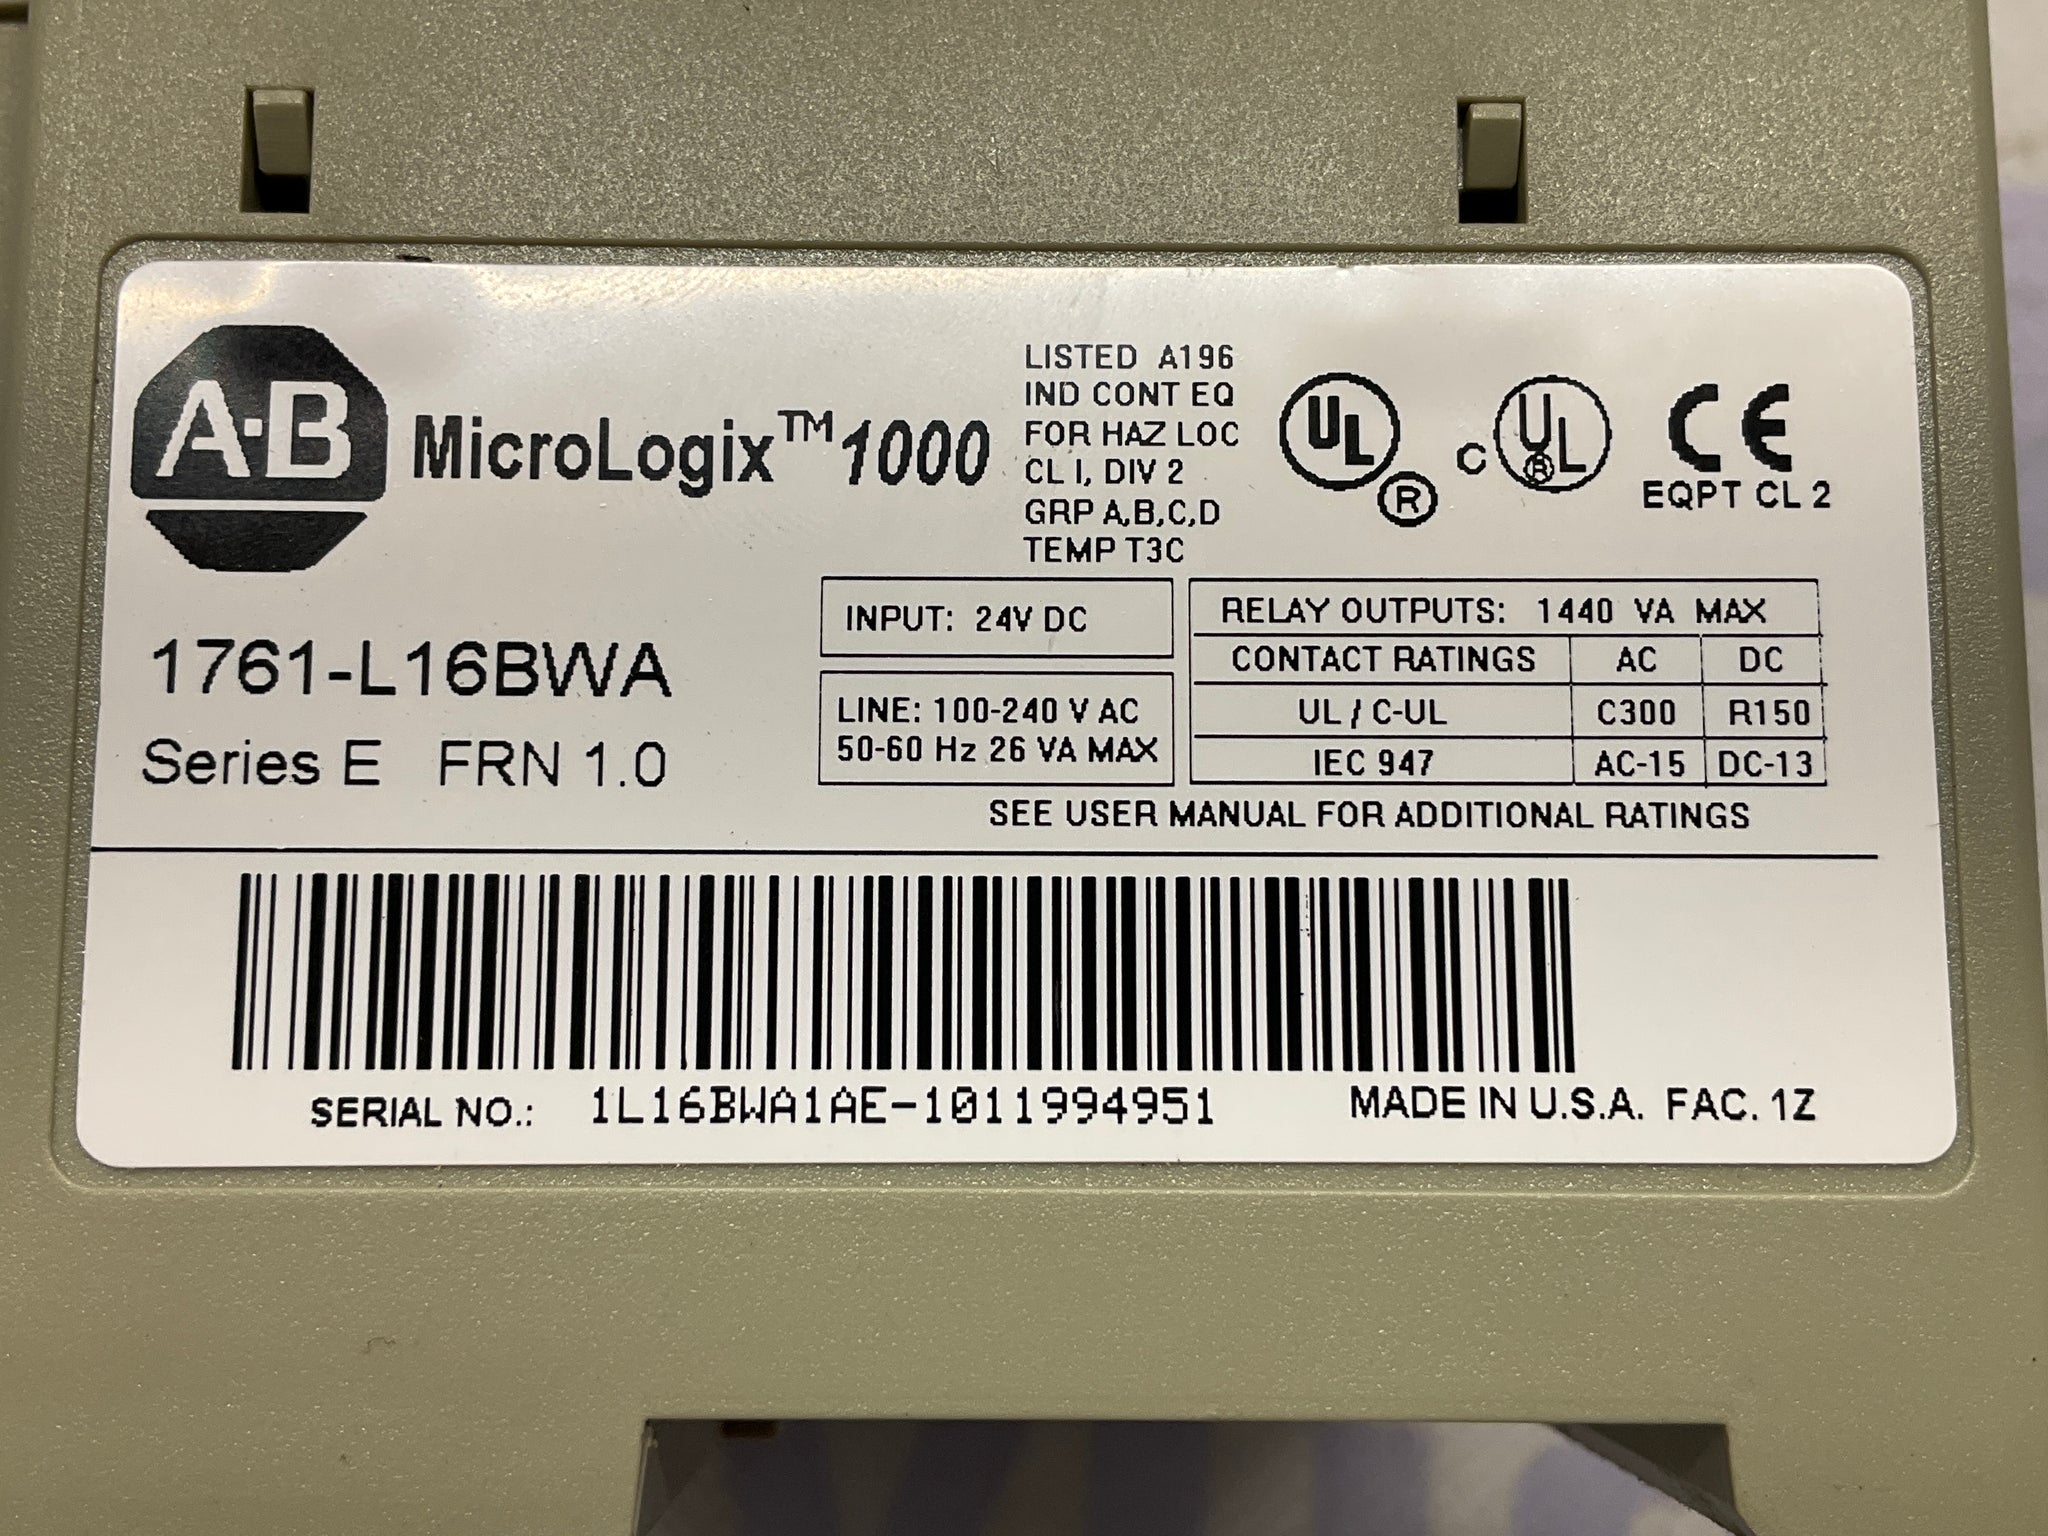 A-B
MicroLogix™ 1000
LISTED A196
IND CONT EQ
FOR HAZ LOC
CL I, DIV 2
GRP A,B,C,D
TEMP T3C
UL ®
c UL ®
CE
EQPT CL 2
1761-L16BWA
Series E FRN 1.0
INPUT: 24V DC
LINE: 100-240 V AC
50-60 Hz 26 VA MAX
RELAY OUTPUTS: 1440 VA MAX
CONTACT RATINGS AC DC
UL / C-UL C300 R150
IEC 947 AC-15 DC-13
SEE USER MANUAL FOR ADDITIONAL RATINGS
SERIAL NO.: 1L16BWA1AE-1011994951 MADE IN U.S.A. FAC. 1Z